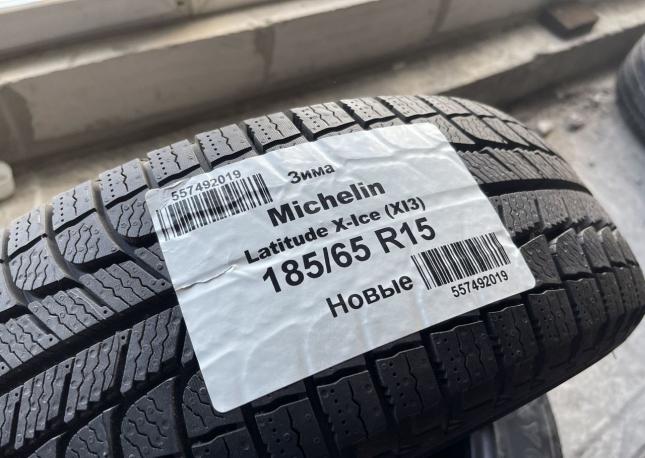 557492019
Зима
Michelin
Latitude X-Ice (XI3)
185/65 R15
Новые
557492019